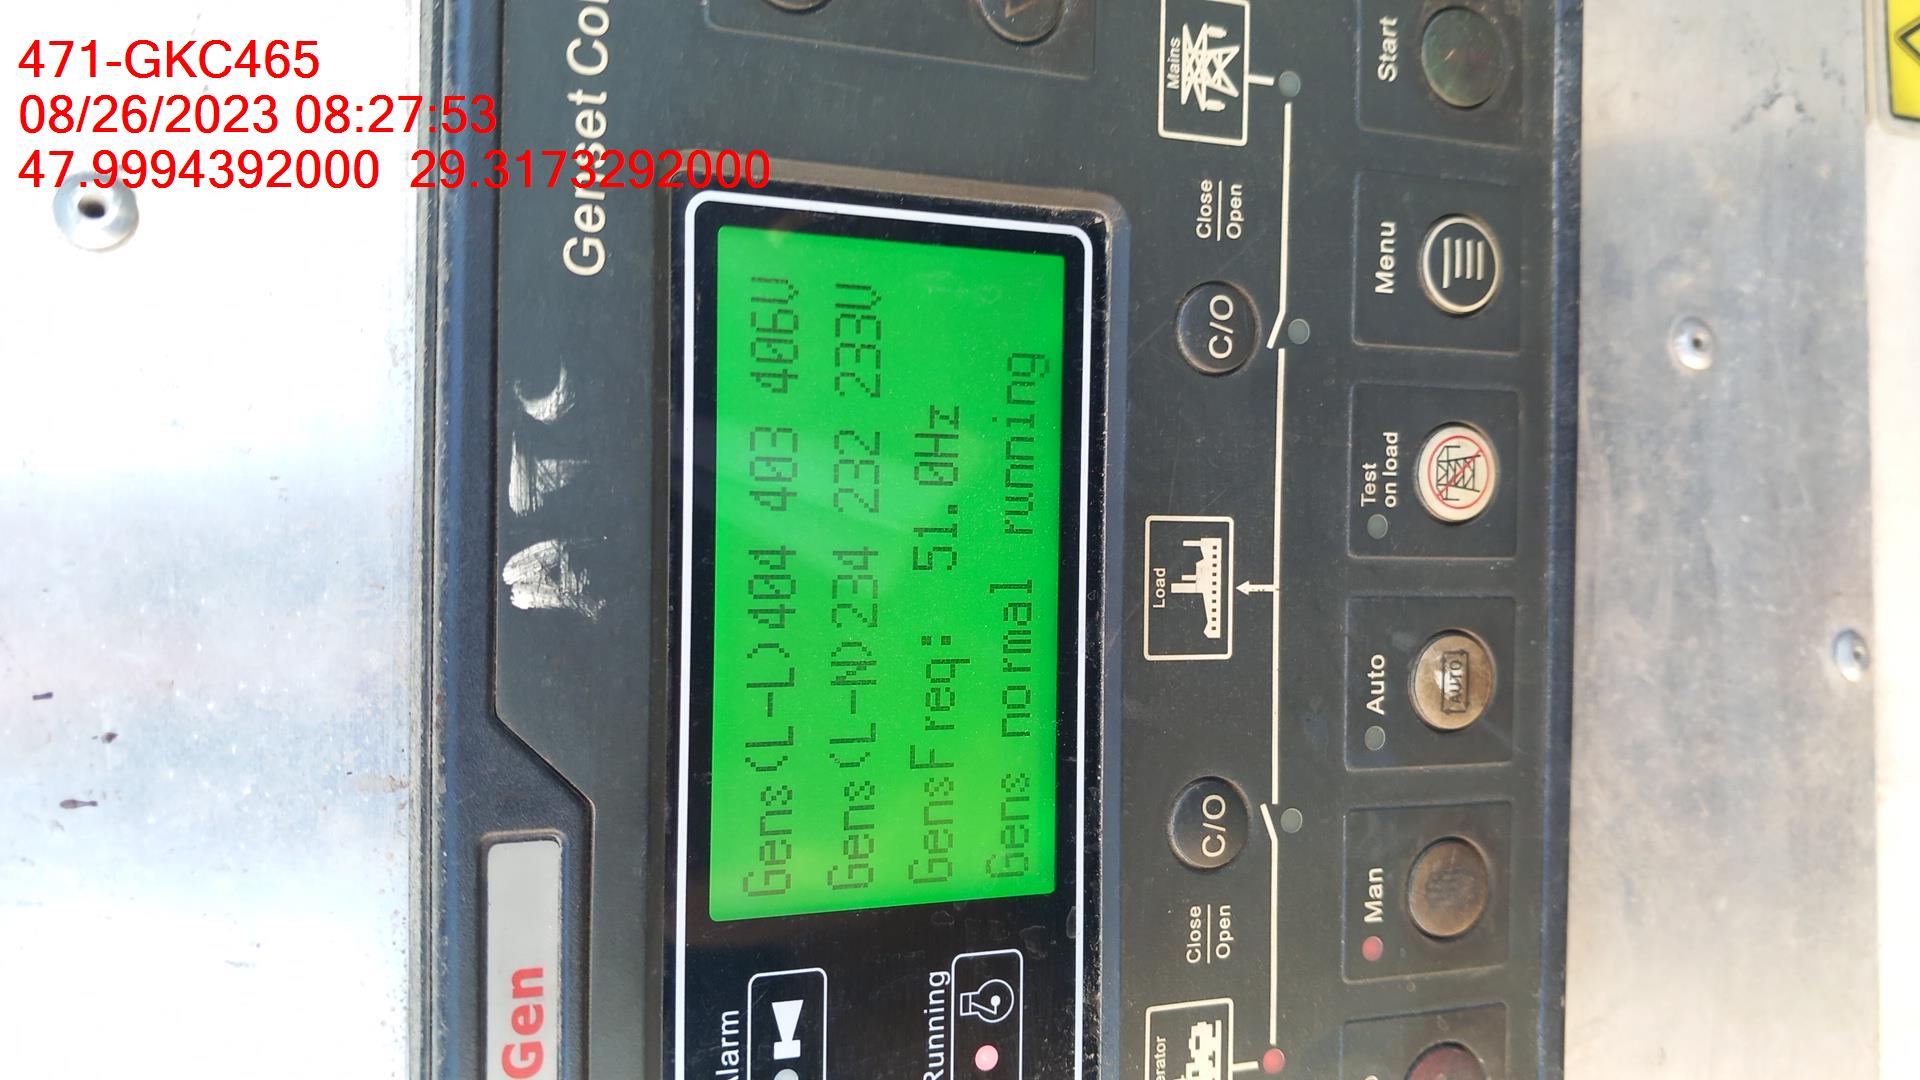 471-GKC465
08/26/2023 08:27:53
47.9994392000 29.3173292000
Gen
Genset
ATC
Gens(L-L)404 403 406V
Gens(L-N)234 232 233V
GensFreq: 51.0Hz
Gens normal running
Running
Close
Open
C/O
Load
Close
Open
C/O
Mains
Man
Auto
AUTO
Test
on load
Menu
Start